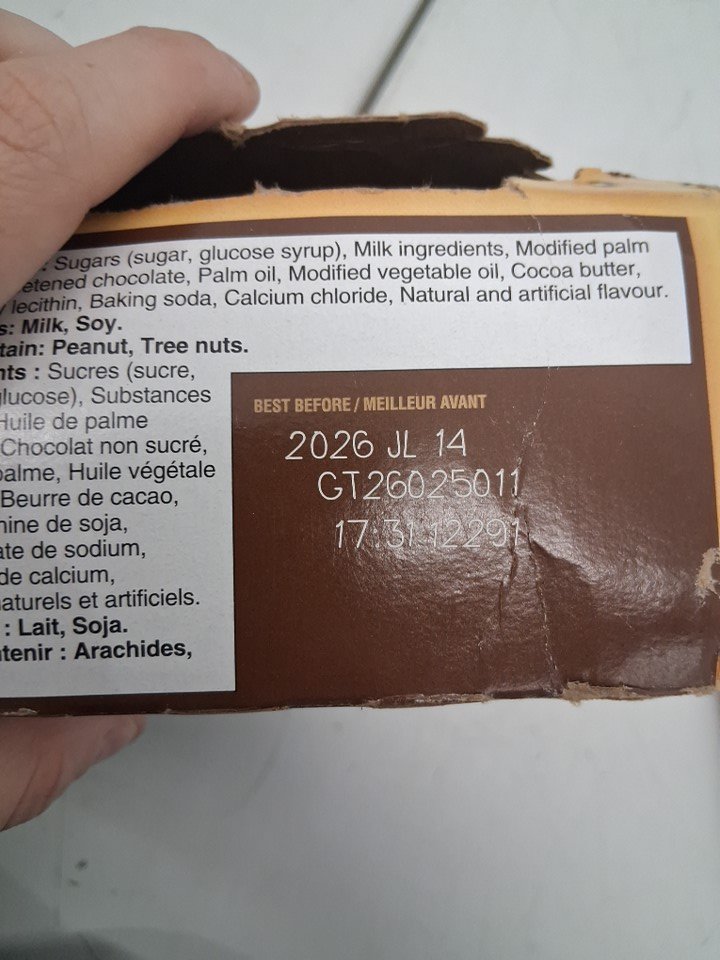 : Sugars (sugar, glucose syrup), Milk ingredients, Modified palm
etened chocolate, Palm oil, Modified vegetable oil, Cocoa butter,
lecithin, Baking soda, Calcium chloride, Natural and artificial flavour.
s: Milk, Soy.
tain: Peanut, Tree nuts.
nts : Sucres (sucre,
glucose), Substances
Huile de palme
Chocolat non sucré,
palme, Huile végétale
Beurre de cacao,
nine de soja,
ate de sodium,
de calcium,
naturels et artificiels.
: Lait, Soja.
ntenir : Arachides,
BEST BEFORE / MEILLEUR AVANT
2026 JL 14
GT26025011
17:31 12291